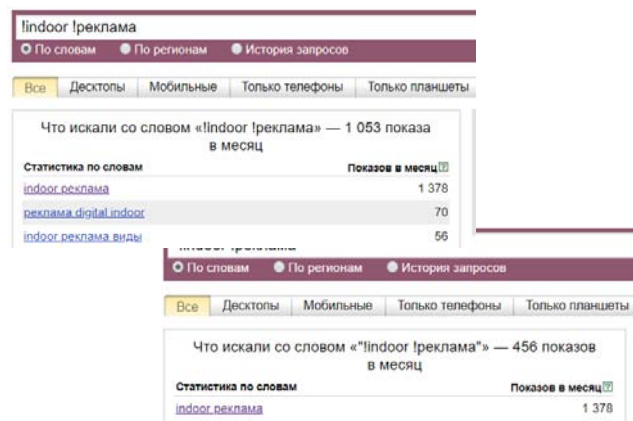 !indoor !реклама
По словам По регионам История запросов
Все Десктопы Мобильные Только телефоны Только планшеты
Что искали со словом «!indoor !реклама» — 1 053 показа
в месяц
Статистика по словам Показов в месяц ?
indoor реклама 1 378
реклама digital indoor 70
indoor реклама виды 56
По словам По регионам История запросов
Все Десктопы Мобильные Только телефоны Только планшеты
Что искали со словом «"!indoor !реклама"» — 456 показов
в месяц
Статистика по словам Показов в месяц ?
indoor реклама 1 378